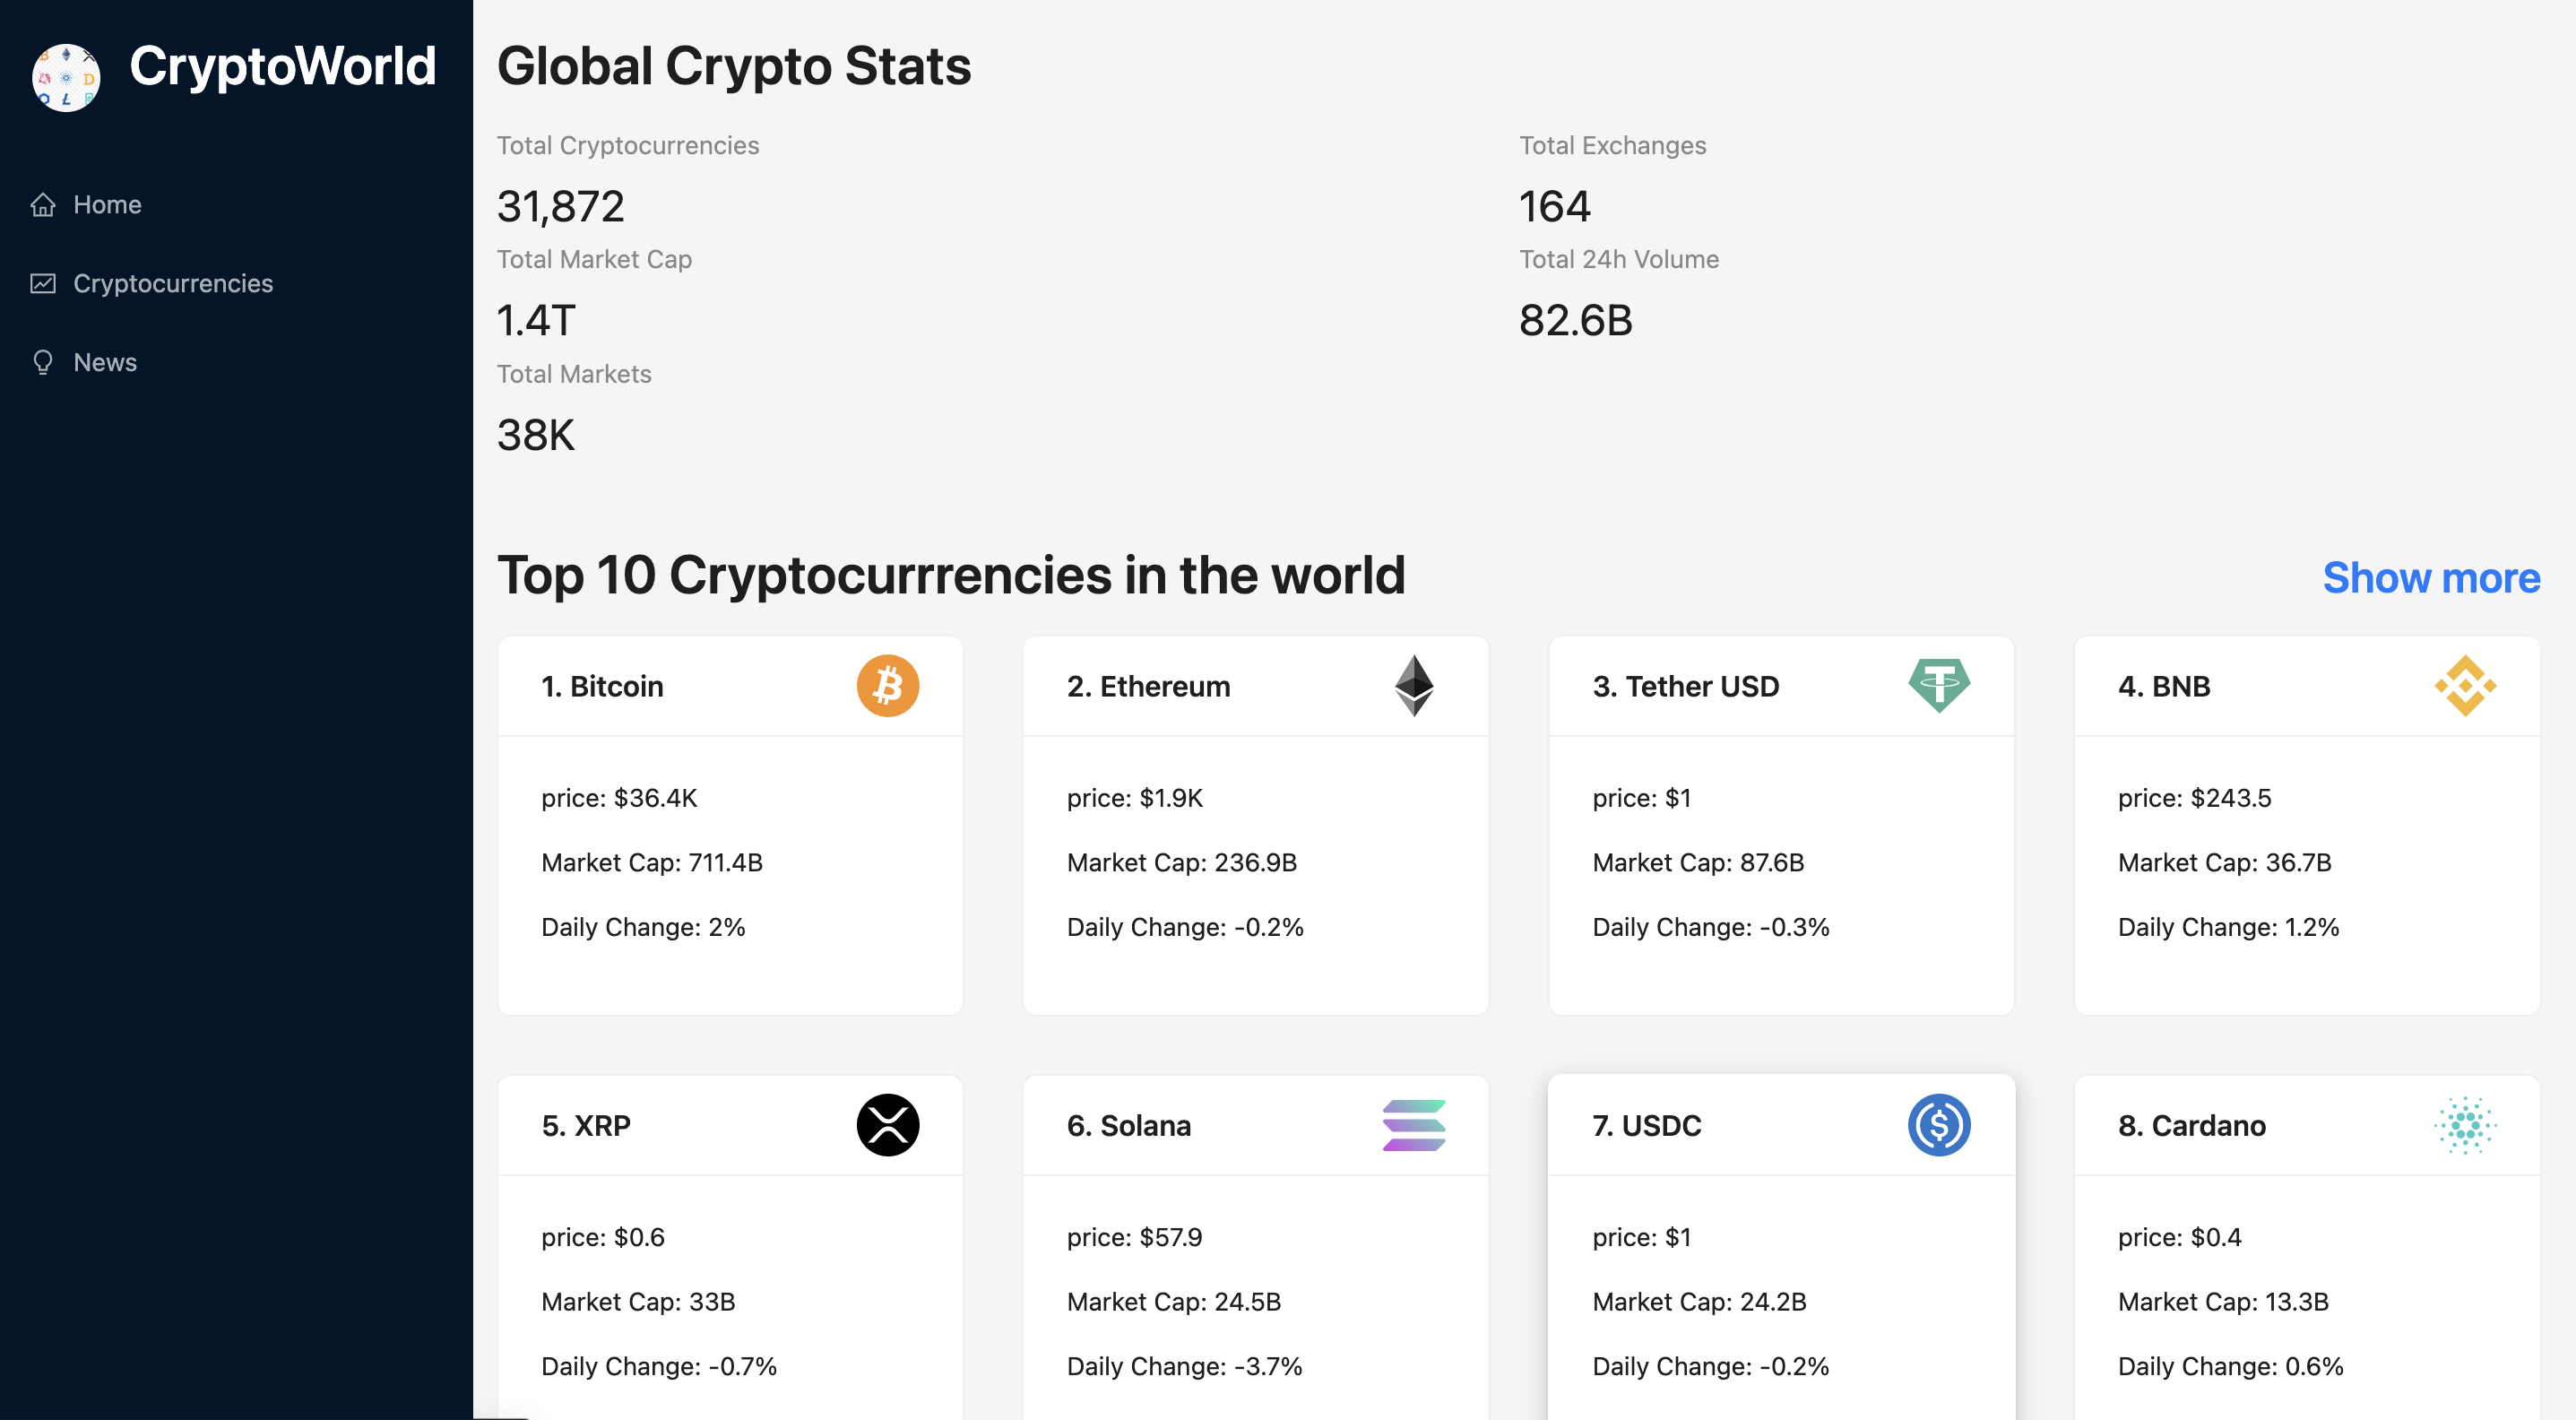 CryptoWorld
Home
Cryptocurrencies
News
Global Crypto Stats
Total Cryptocurrencies
31,872
Total Exchanges
164
Total Market Cap
1.4T
Total 24h Volume
82.6B
Total Markets
38K
Top 10 Cryptocurrrencies in the world
Show more
1. Bitcoin
price: $36.4K
Market Cap: 711.4B
Daily Change: 2%
2. Ethereum
price: $1.9K
Market Cap: 236.9B
Daily Change: -0.2%
3. Tether USD
price: $1
Market Cap: 87.6B
Daily Change: -0.3%
4. BNB
price: $243.5
Market Cap: 36.7B
Daily Change: 1.2%
5. XRP
price: $0.6
Market Cap: 33B
Daily Change: -0.7%
6. Solana
price: $57.9
Market Cap: 24.5B
Daily Change: -3.7%
7. USDC
price: $1
Market Cap: 24.2B
Daily Change: -0.2%
8. Cardano
price: $0.4
Market Cap: 13.3B
Daily Change: 0.6%